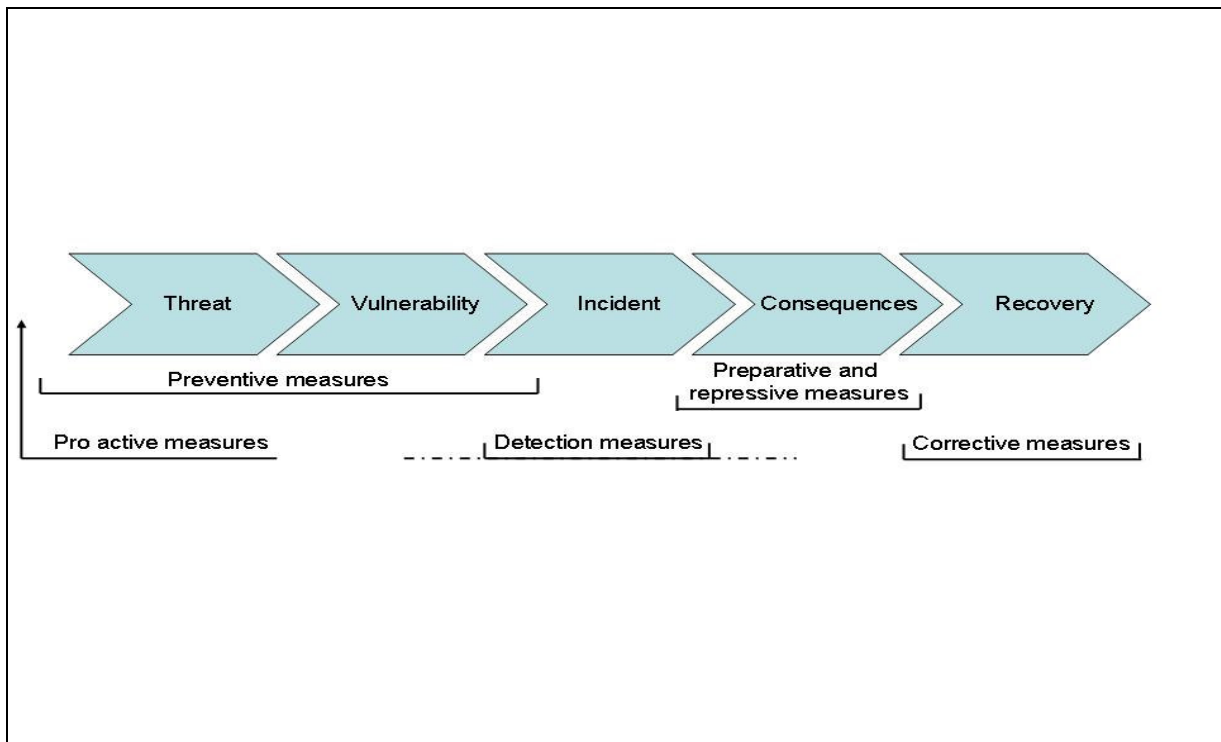 Threat
Vulnerability
Incident
Consequences
Recovery
Preventive measures
Preparative and
repressive measures
Pro active measures
Detection measures
Corrective measures